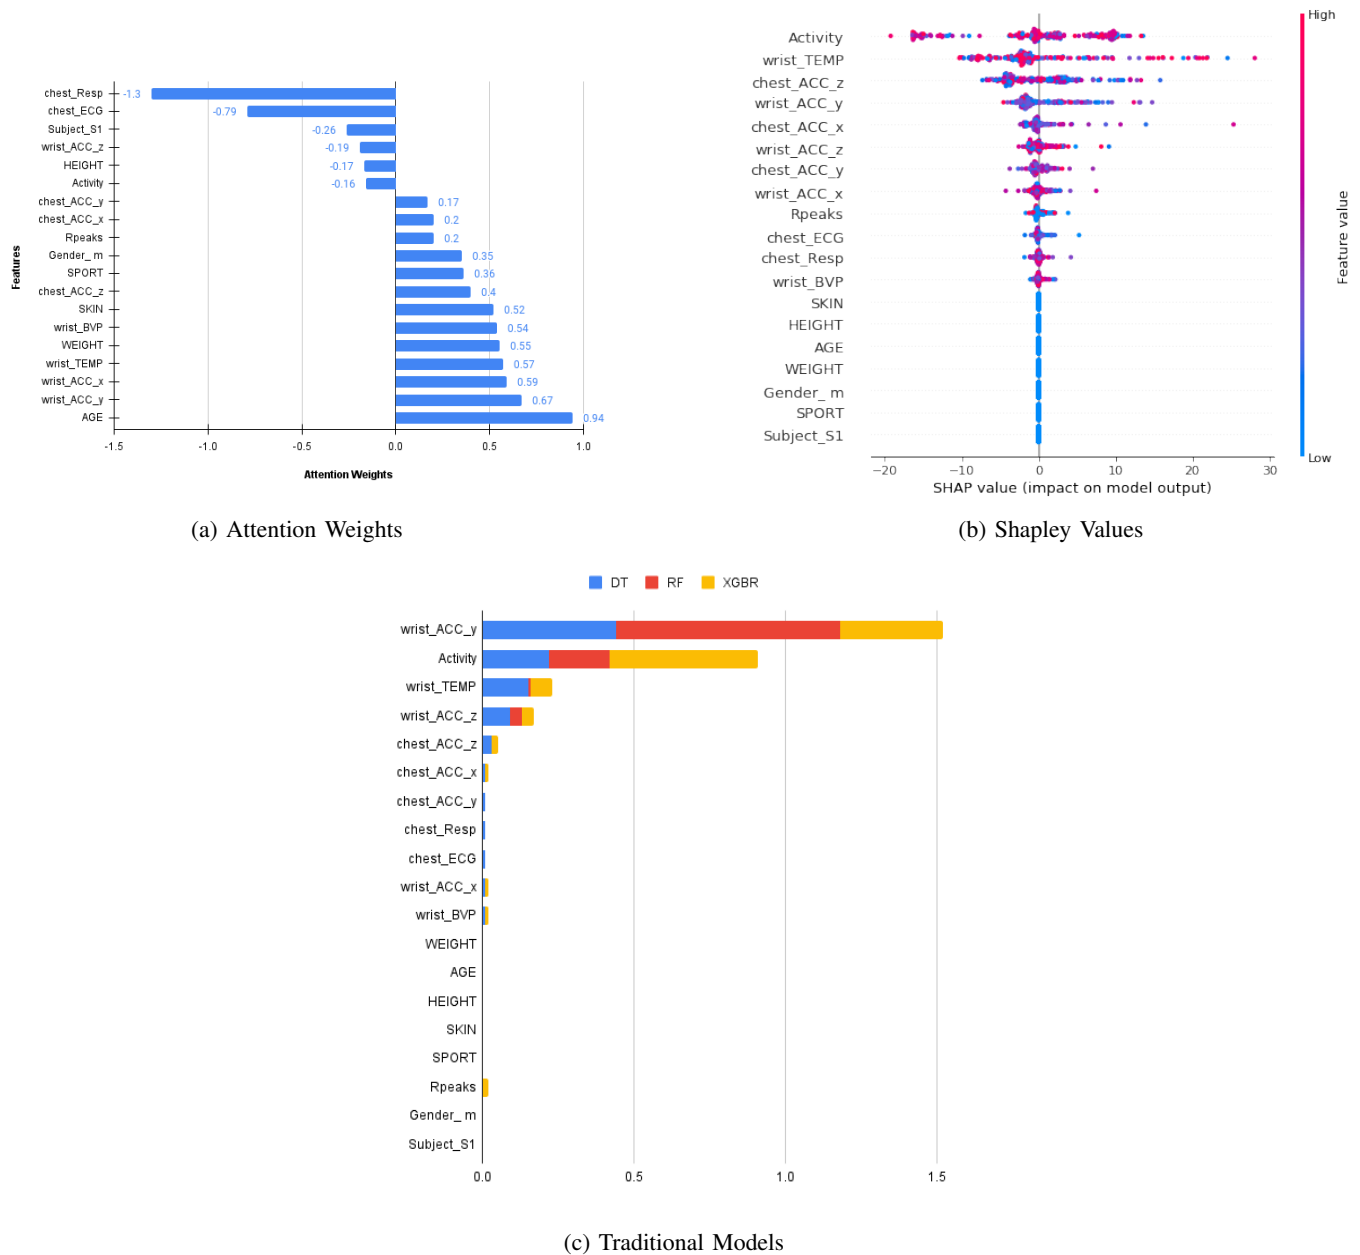 chest_Resp
-1.3
chest_ECG
-0.79
Subject_S1
-0.26
wrist_ACC_z
-0.19
HEIGHT
-0.17
Activity
-0.16
chest_ACC_y
0.17
chest_ACC_x
0.2
Rpeaks
0.2
Gender_ m
0.35
SPORT
0.36
chest_ACC_z
0.4
SKIN
0.52
wrist_BVP
0.54
WEIGHT
0.55
wrist_TEMP
0.57
wrist_ACC_x
0.59
wrist_ACC_y
0.67
AGE
0.94
Features
-1.5 -1.0 -0.5 0.0 0.5 1.0
Attention Weights
(a) Attention Weights
High
Activity
wrist_TEMP
chest_ACC_z
wrist_ACC_y
chest_ACC_x
wrist_ACC_z
chest_ACC_y
wrist_ACC_x
Rpeaks
chest_ECG
chest_Resp
wrist_BVP
SKIN
HEIGHT
AGE
WEIGHT
Gender_ m
SPORT
Subject_S1
Low
Feature value
−20 −10 0 10 20 30
SHAP value (impact on model output)
(b) Shapley Values
DT RF XGBR
wrist_ACC_y
Activity
wrist_TEMP
wrist_ACC_z
chest_ACC_z
chest_ACC_x
chest_ACC_y
chest_Resp
chest_ECG
wrist_ACC_x
wrist_BVP
WEIGHT
AGE
HEIGHT
SKIN
SPORT
Rpeaks
Gender_ m
Subject_S1
0.0 0.5 1.0 1.5
(c) Traditional Models